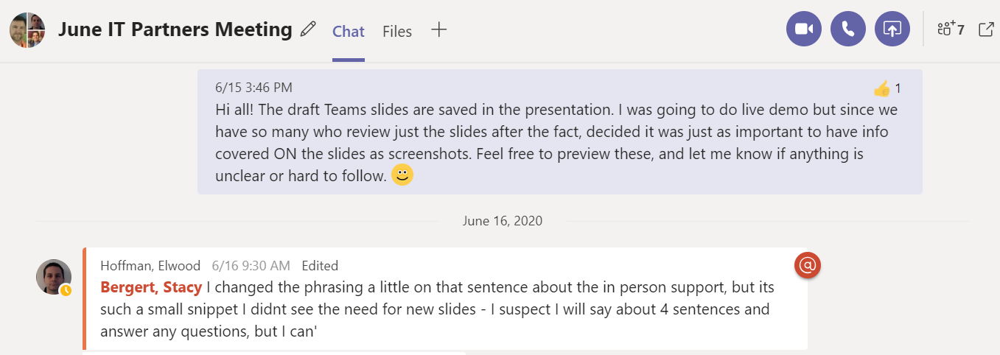 June IT Partners Meeting
Chat
Files
7
6/15 3:46 PM
1
Hi all! The draft Teams slides are saved in the presentation. I was going to do live demo but since we
have so many who review just the slides after the fact, decided it was just as important to have info
covered ON the slides as screenshots. Feel free to preview these, and let me know if anything is
unclear or hard to follow.
June 16, 2020
Hoffman, Elwood 6/16 9:30 AM Edited
@
Bergert, Stacy I changed the phrasing a little on that sentence about the in person support, but its
such a small snippet I didnt see the need for new slides - I suspect I will say about 4 sentences and
answer any questions, but I can'